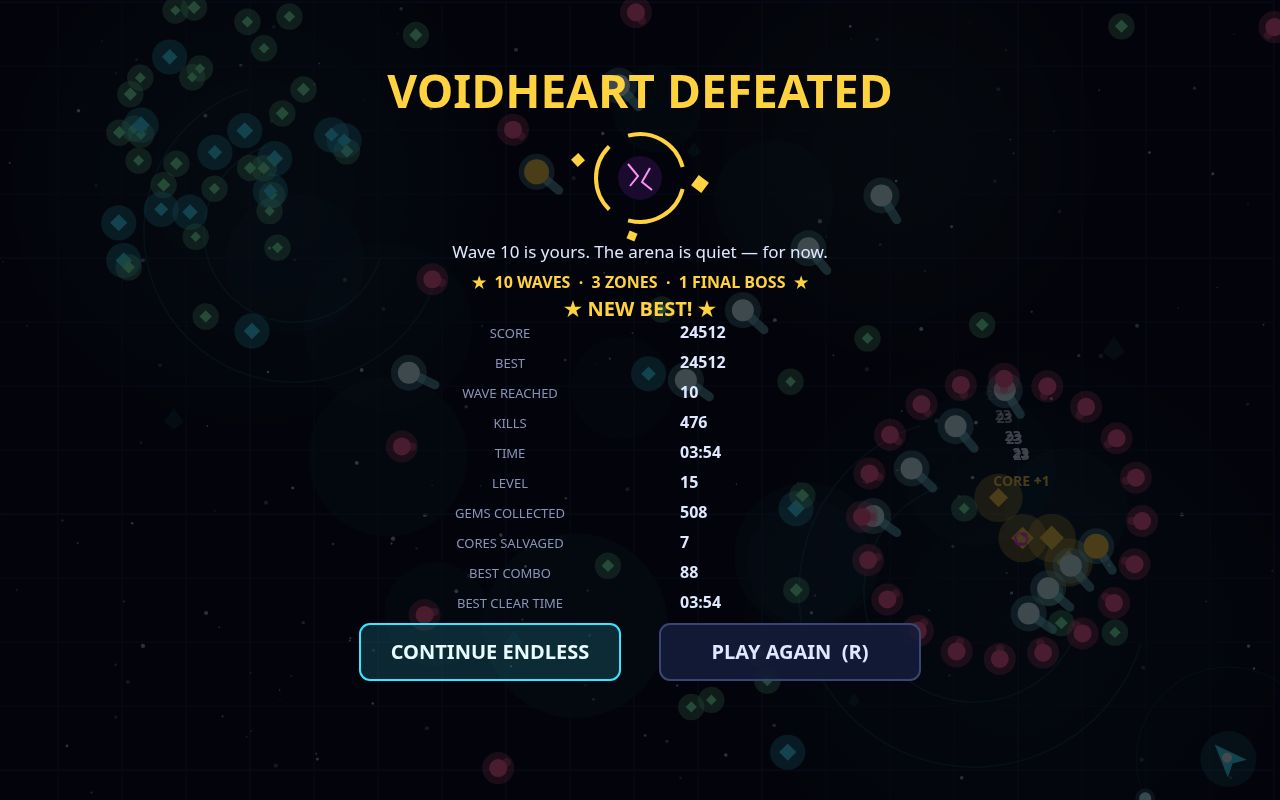 VOIDHEART DEFEATED
Wave 10 is yours. The arena is quiet — for now.
★ 10 WAVES · 3 ZONES · 1 FINAL BOSS ★
★ NEW BEST! ★
SCORE 24512
BEST 24512
WAVE REACHED 10
KILLS 476
TIME 03:54
LEVEL 15
GEMS COLLECTED 508
CORES SALVAGED 7
BEST COMBO 88
BEST CLEAR TIME 03:54
23
23
23
23
23
23
CORE +1
CONTINUE ENDLESS
PLAY AGAIN (R)